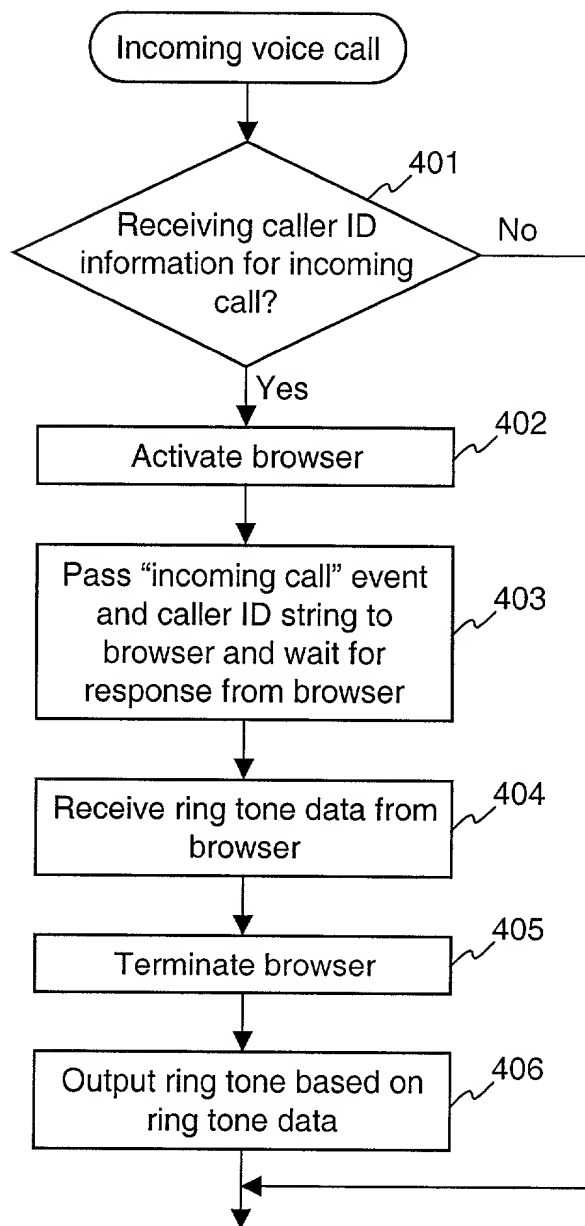 Incoming voice call
401
Receiving caller ID
information for incoming
call?
No
Yes
402
Activate browser
Pass “incoming call” event
and caller ID string to
browser and wait for
response from browser
403
Receive ring tone data from
browser
404
405
Terminate browser
Output ring tone based on
ring tone data
406